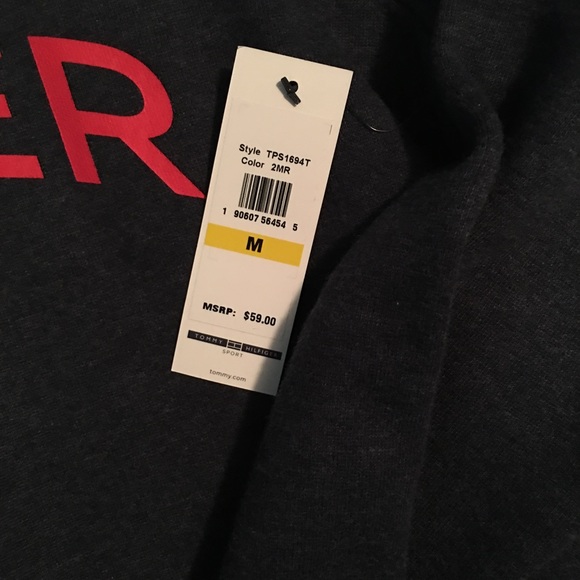 ER
Style TPS1694T
Color 2MR
1 90607 56454 5
M
MSRP: $59.00
TOMMY HILFIGER
SPORT
tommy.com